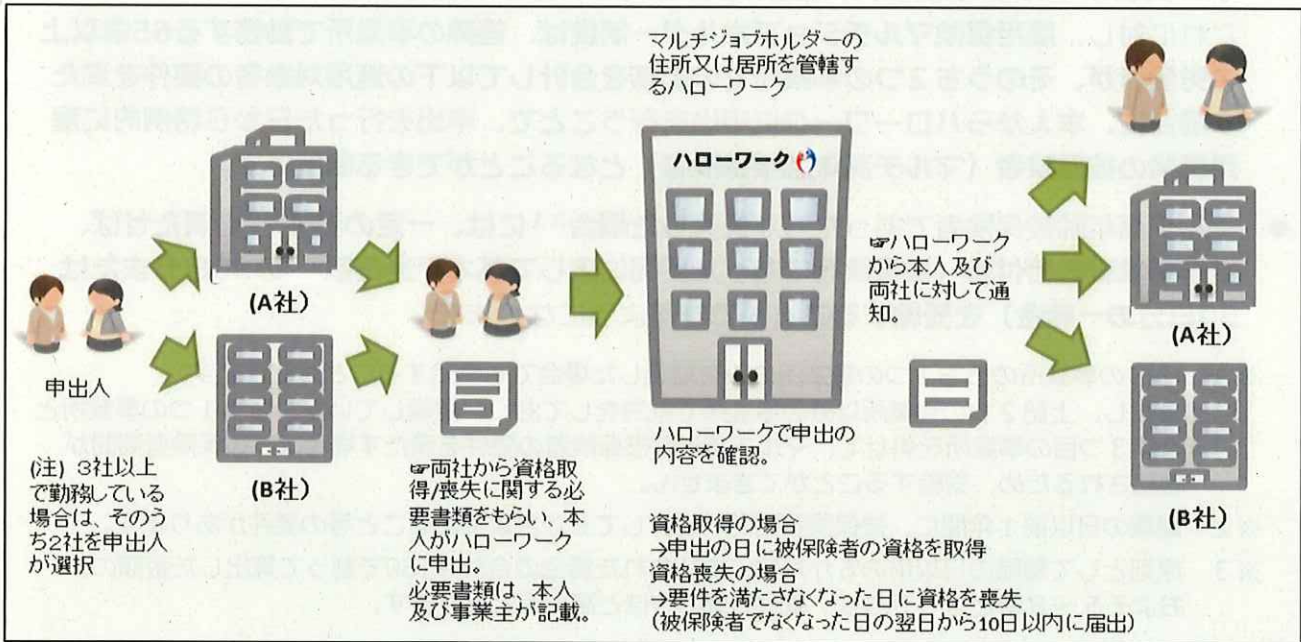 マルチジョブホルダーの
住所又は居所を管轄す
るハローワーク
ハローワーク
申出人
(注) 3社以上
で勤務している
場合は、そのう
ち2社を申出人
が選択
(A社)
(B社)
☞両社から資格取
得/喪失に関する必
要書類をもらい、本
人がハローワーク
に申出。
必要書類は、本人
及び事業主が記載。
ハローワークで申出の
内容を確認。
資格取得の場合
→申出の日に被保険者の資格を取得
資格喪失の場合
→要件を満たさなくなった日に資格を喪失
(被保険者でなくなった日の翌日から10日以内に届出)
☞ハローワーク
から本人及び
両社に対して通
知。
(A社)
(B社)